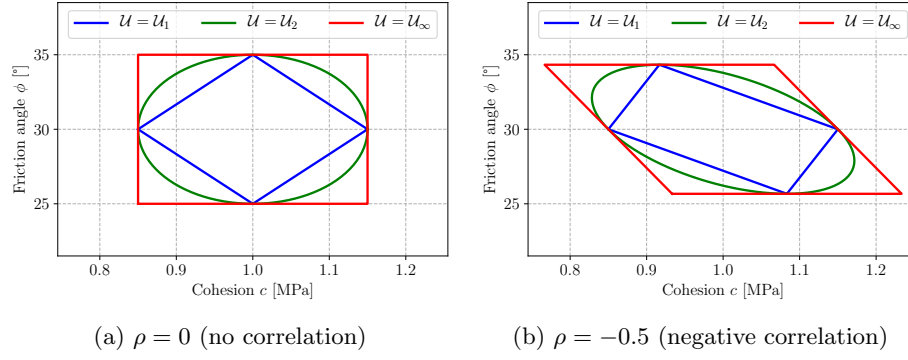 𝒰 = 𝒰₁ 𝒰 = 𝒰₂ 𝒰 = 𝒰∞
Friction angle ϕ [°]
35
30
25
0.8 0.9 1.0 1.1 1.2
Cohesion c [MPa]
(a) ρ = 0 (no correlation)
𝒰 = 𝒰₁ 𝒰 = 𝒰₂ 𝒰 = 𝒰∞
Friction angle ϕ [°]
35
30
25
0.8 0.9 1.0 1.1 1.2
Cohesion c [MPa]
(b) ρ = −0.5 (negative correlation)